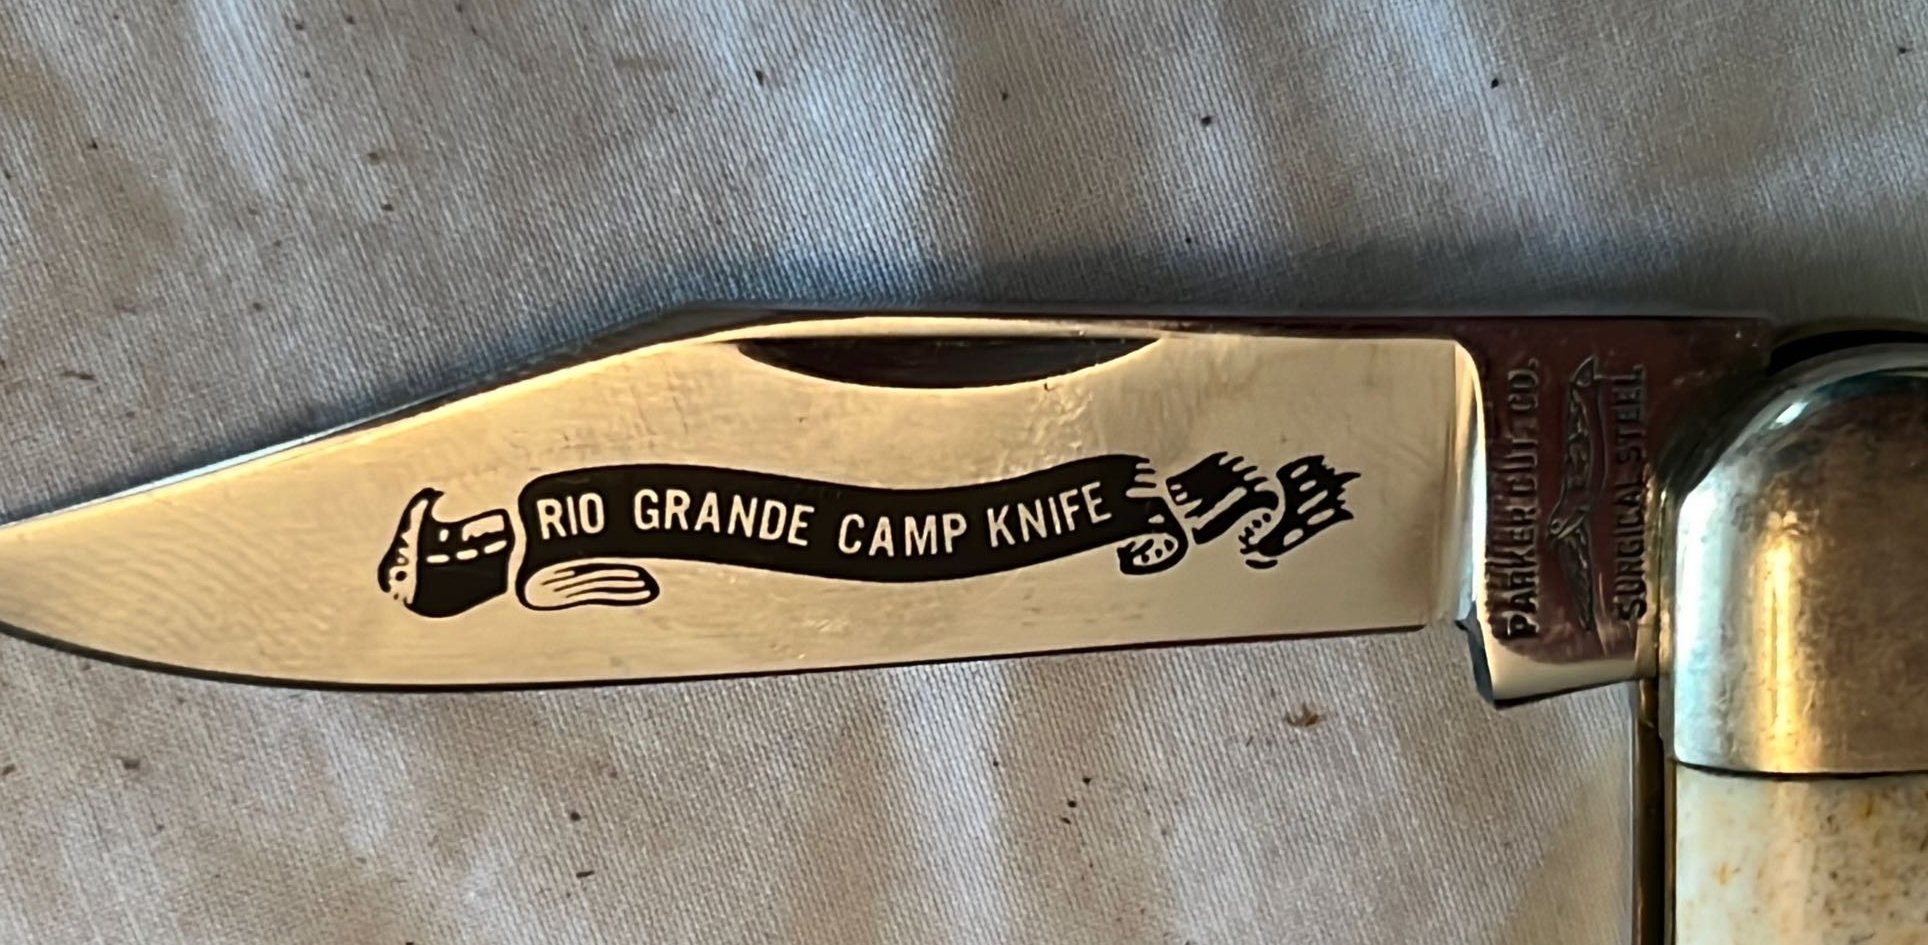 RIO GRANDE CAMP KNIFE
PARKER CUT. CO.
SURGICAL STEEL